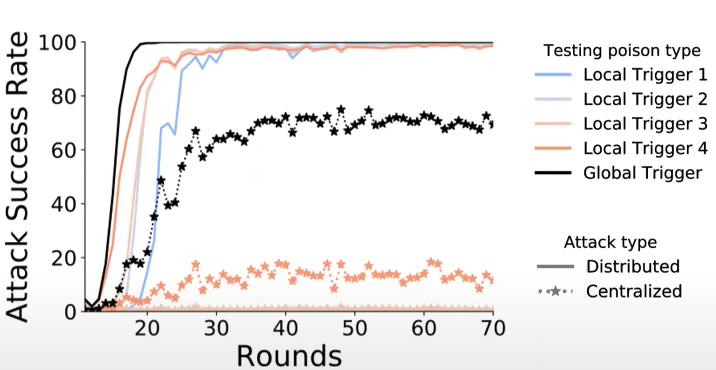 Attack Success Rate
100
80
60
40
20
0
20
30
40
50
60
70
Rounds
Testing poison type
Local Trigger 1
Local Trigger 2
Local Trigger 3
Local Trigger 4
Global Trigger
Attack type
Distributed
Centralized